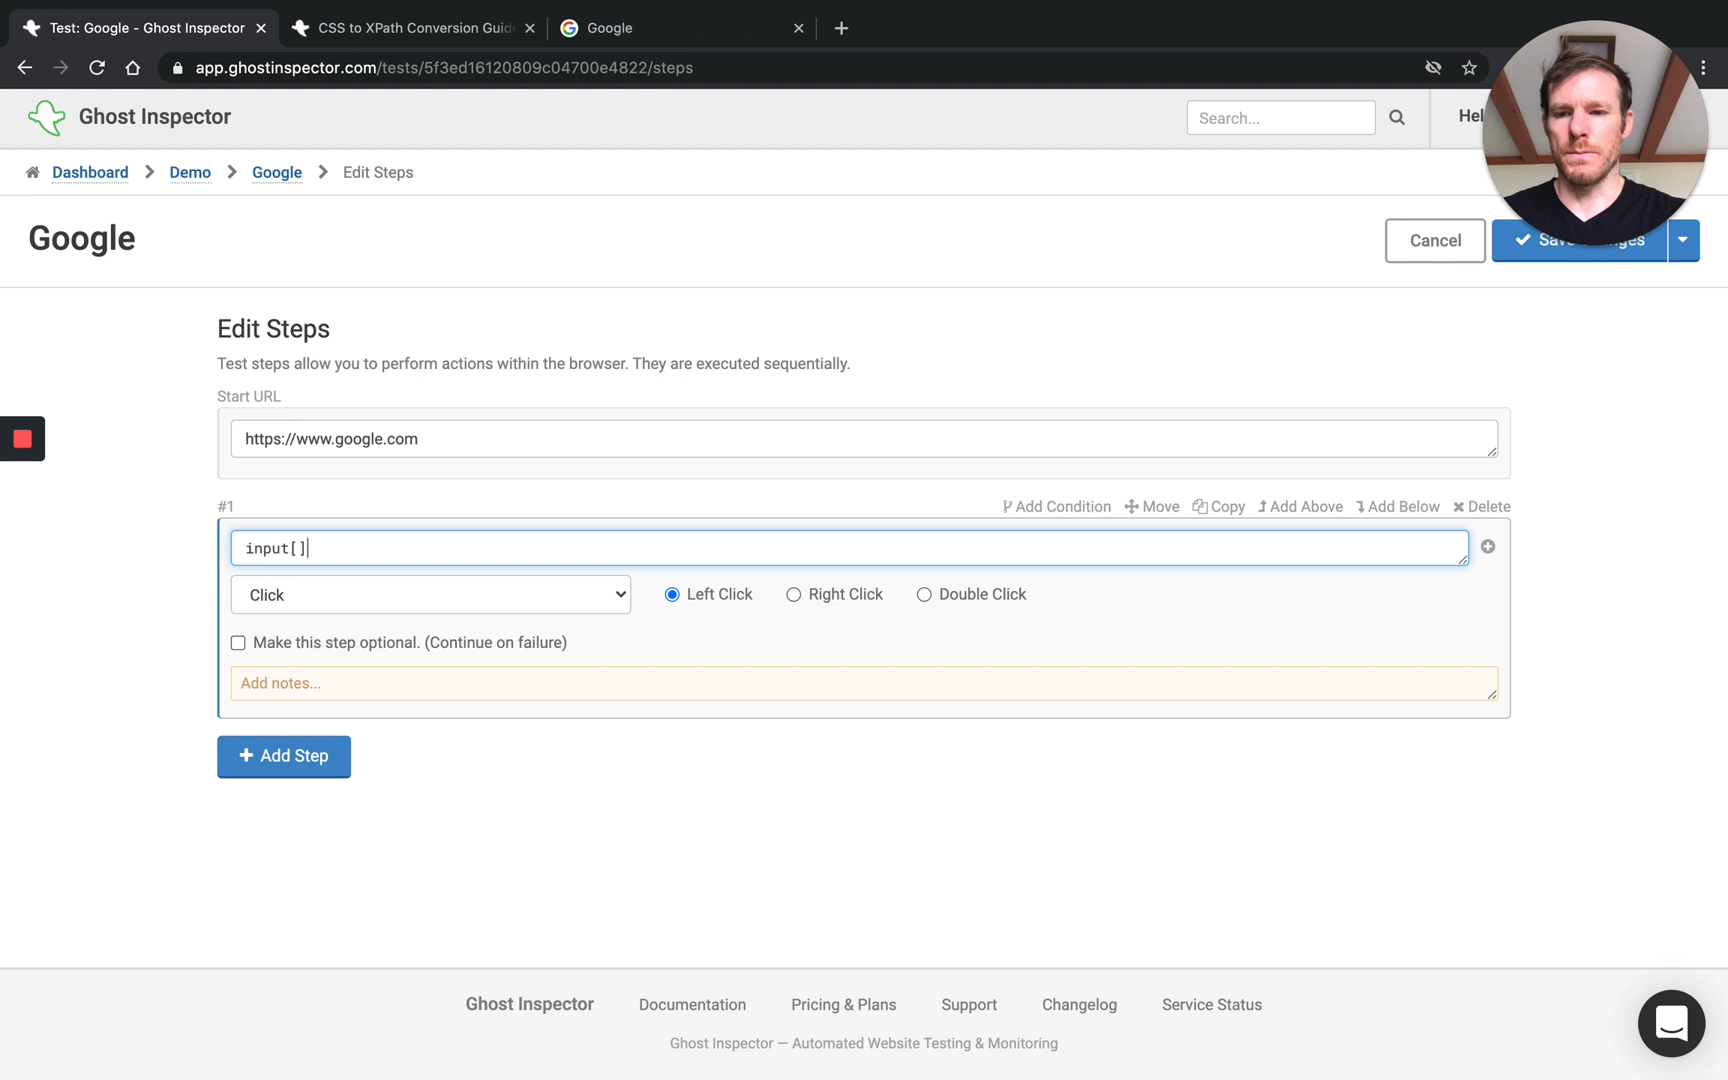 Test: Google - Ghost Inspector
CSS to XPath Conversion Guid
Google
app.ghostinspector.com/tests/5f3ed16120809c04700e4822/steps
Ghost Inspector
Search...
Hel
Dashboard > Demo > Google > Edit Steps
Google
Cancel
Edit Steps
Test steps allow you to perform actions within the browser. They are executed sequentially.
Start URL
https://www.google.com
#1
Add Condition Move Copy Add Above Add Below Delete
input[]
Click
Left Click Right Click Double Click
Make this step optional. (Continue on failure)
Add notes...
+ Add Step
Ghost Inspector Documentation Pricing & Plans Support Changelog Service Status
Ghost Inspector — Automated Website Testing & Monitoring